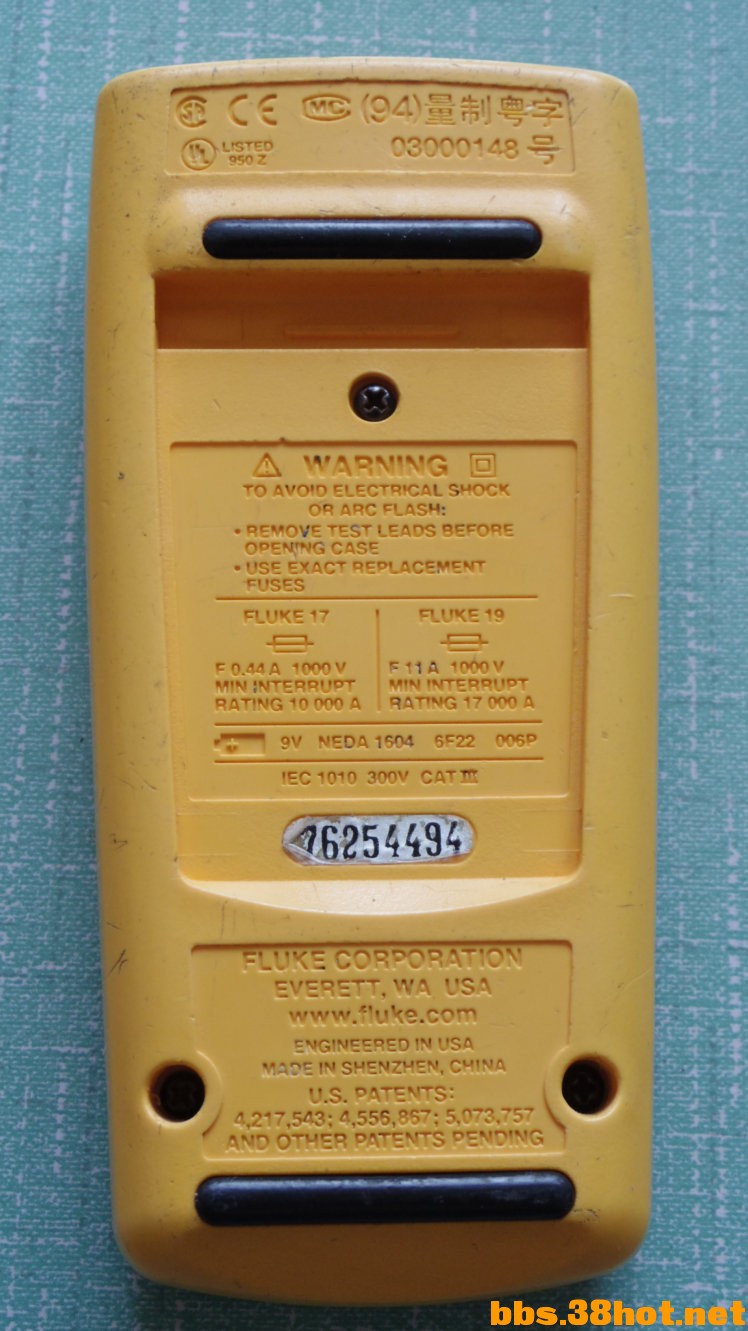 CE MC (94)量制粤字
UL LISTED
950 Z
03000148 号
WARNING
TO AVOID ELECTRICAL SHOCK
OR ARC FLASH:
• REMOVE TEST LEADS BEFORE
OPENING CASE
• USE EXACT REPLACEMENT
FUSES
FLUKE 17
F 0.44 A 1000 V
MIN INTERRUPT
RATING 10 000 A
FLUKE 19
F 11 A 1000 V
MIN INTERRUPT
RATING 17 000 A
9V NEDA 1604 6F22 006P
IEC 1010 300V CAT III
76254494
FLUKE CORPORATION
EVERETT, WA USA
www.fluke.com
ENGINEERED IN USA
MADE IN SHENZHEN, CHINA
U.S. PATENTS:
4,217,543; 4,556,867; 5,073,757
AND OTHER PATENTS PENDING
bbs.38hot.net